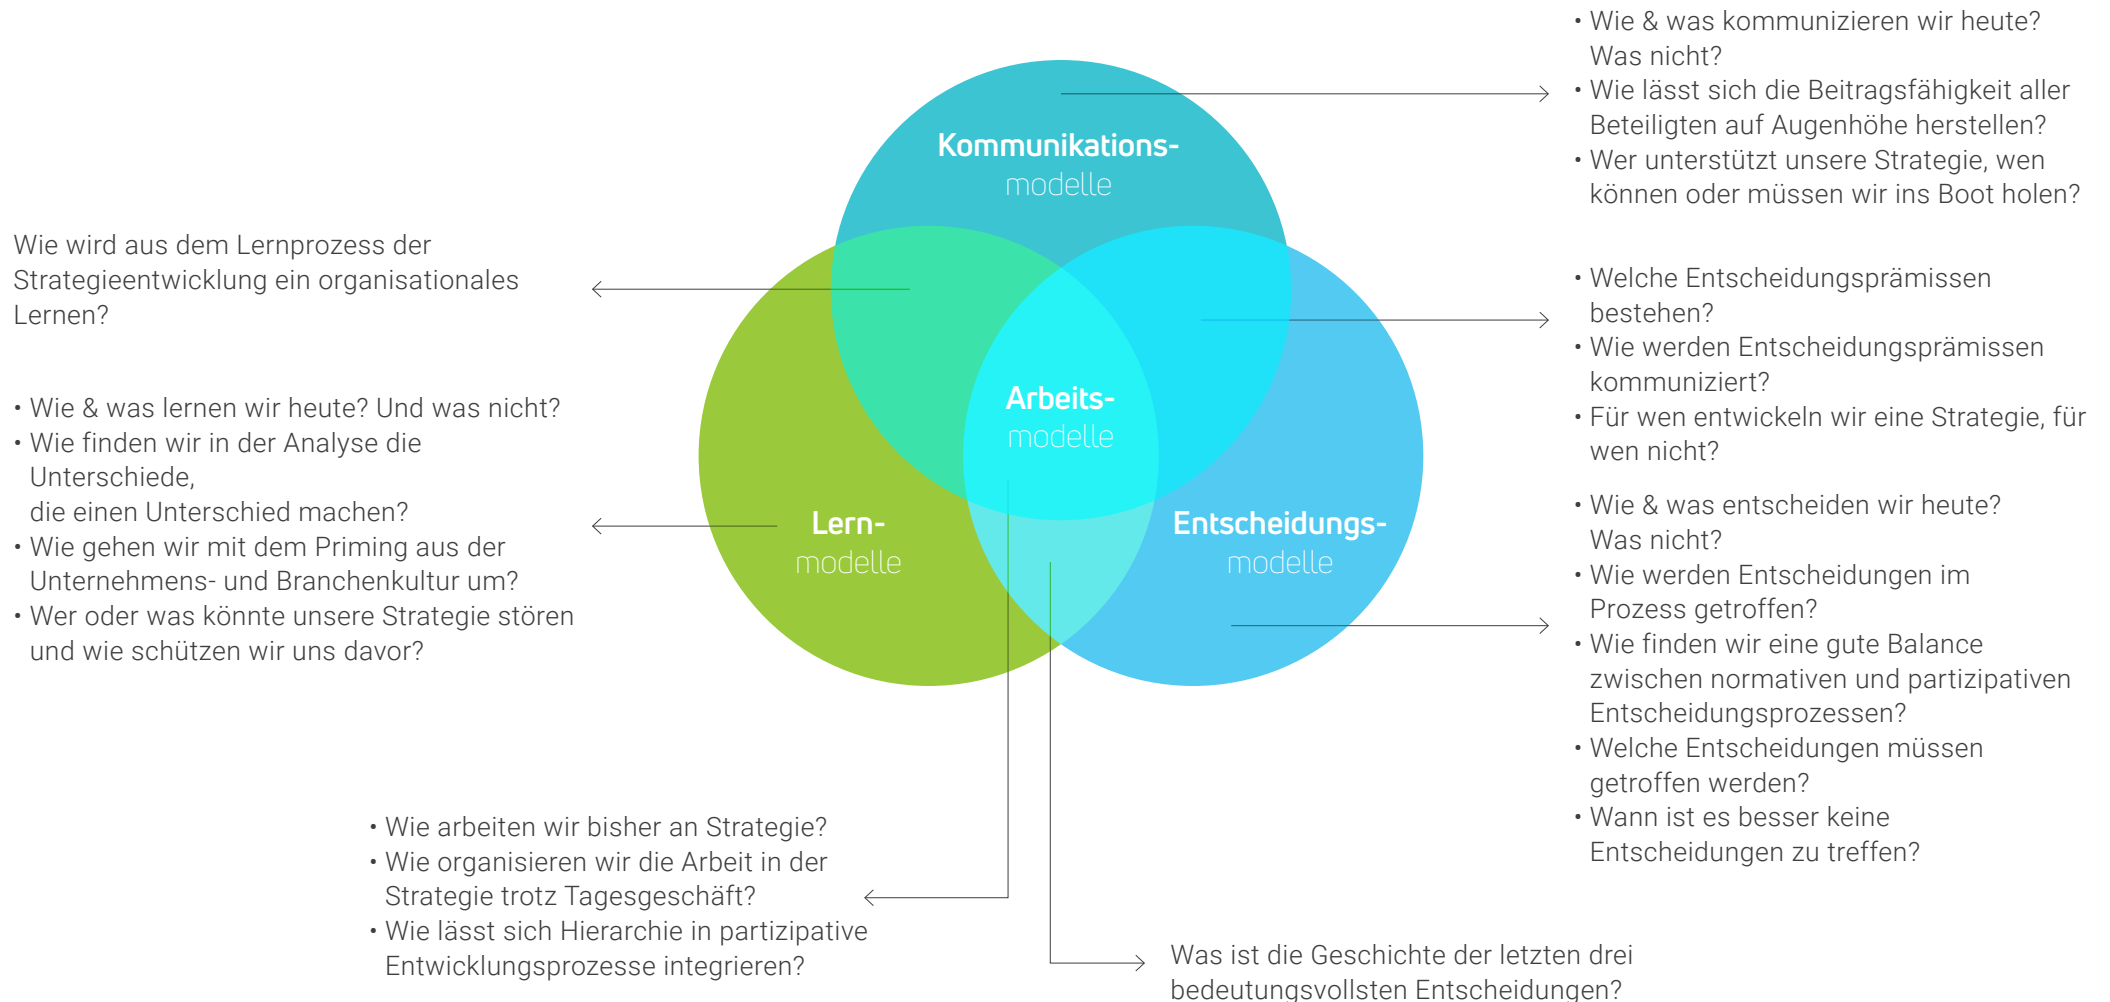 • Wie & was kommunizieren wir heute?
Was nicht?
• Wie lässt sich die Beitragsfähigkeit aller
Beteiligten auf Augenhöhe herstellen?
• Wer unterstützt unsere Strategie, wen
können oder müssen wir ins Boot holen?
Kommunikations-
modelle
Wie wird aus dem Lernprozess der
Strategieentwicklung ein organisationales
Lernen?
• Welche Entscheidungsprämissen
bestehen?
• Wie werden Entscheidungsprämissen
kommuniziert?
• Für wen entwickeln wir eine Strategie, für
wen nicht?
Arbeits-
modelle
• Wie & was lernen wir heute? Und was nicht?
• Wie finden wir in der Analyse die
Unterschiede,
die einen Unterschied machen?
• Wie gehen wir mit dem Priming aus der
Unternehmens- und Branchenkultur um?
• Wer oder was könnte unsere Strategie stören
und wie schützen wir uns davor?
Lern-
modelle
Entscheidungs-
modelle
• Wie & was entscheiden wir heute?
Was nicht?
• Wie werden Entscheidungen im
Prozess getroffen?
• Wie finden wir eine gute Balance
zwischen normativen und partizipativen
Entscheidungsprozessen?
• Welche Entscheidungen müssen
getroffen werden?
• Wann ist es besser keine
Entscheidungen zu treffen?
• Wie arbeiten wir bisher an Strategie?
• Wie organisieren wir die Arbeit in der
Strategie trotz Tagesgeschäft?
• Wie lässt sich Hierarchie in partizipative
Entwicklungsprozesse integrieren?
Was ist die Geschichte der letzten drei
bedeutungsvollsten Entscheidungen?